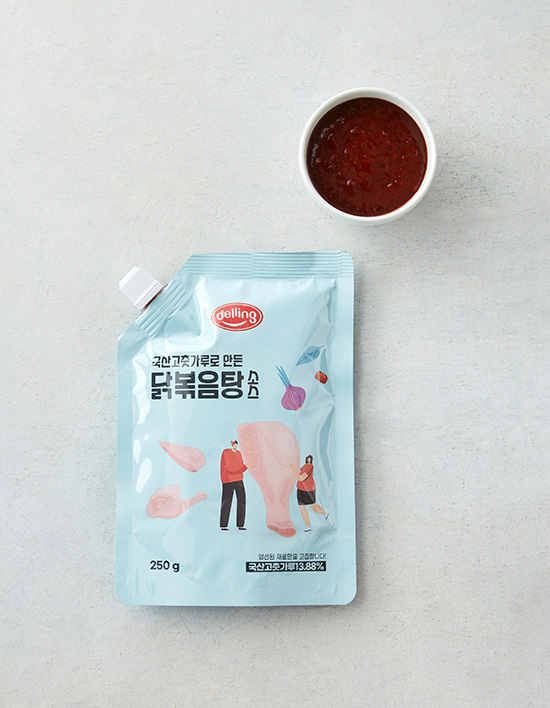 delling
국산고춧가루로 만든
닭볶음탕 소스
엄선된 재료만을 고집합니다!
250 g
국산고춧가루13.88%